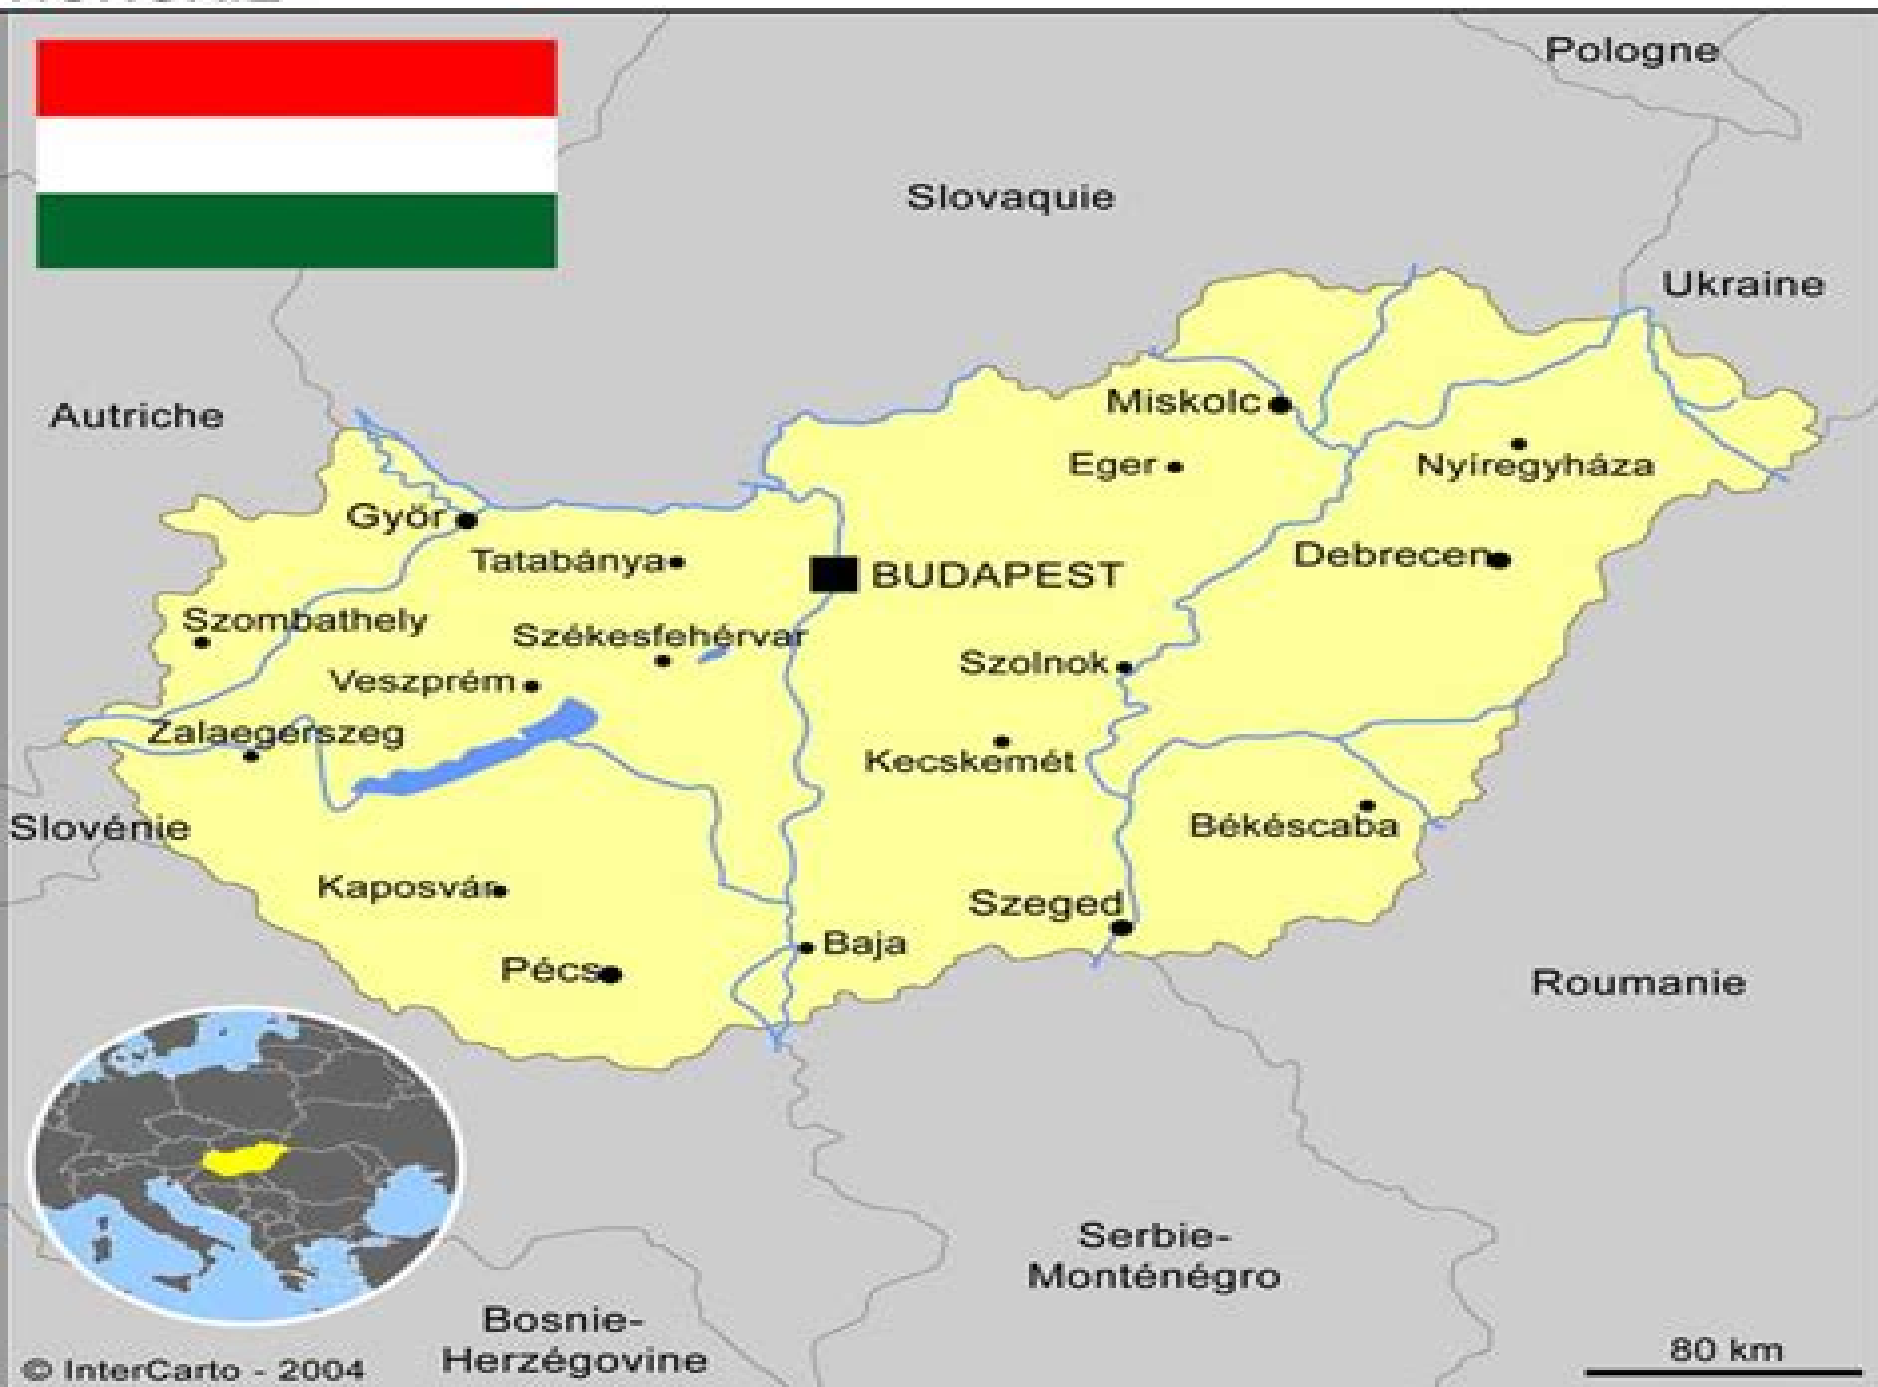 Pologne
Slovaquie
Ukraine
Autriche
Miskolc
Eger
Nyíregyháza
Győr
Tatabánya
BUDAPEST
Debrecen
Szombathely
Székesfehérvar
Szolnok
Veszprém
Zalaegerszeg
Kecskemét
Slovénie
Békéscaba
Kaposvár
Szeged
Baja
Pécs
Roumanie
Serbie-
Monténégro
Bosnie-
Herzégovine
80 km
© InterCarto - 2004